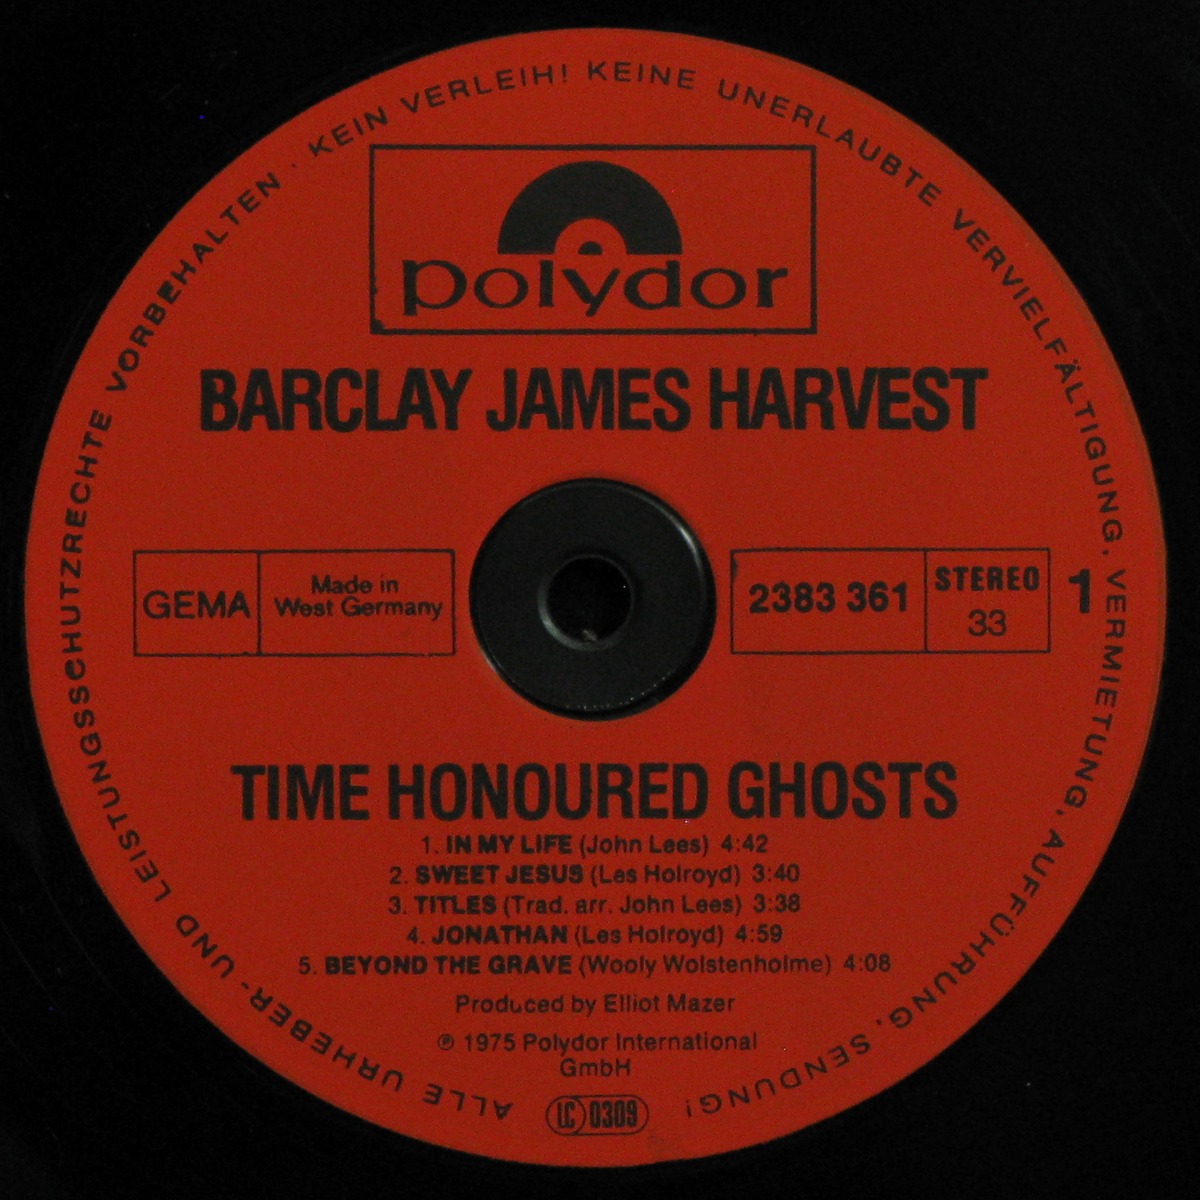 ALLE URHEBER- UND LEISTUNGSSCHUTZRECHTE VORBEHALTEN · KEIN VERLEIH! KEINE UNERLAUBTE VERVIELFÄLTIGUNG, VERMIETUNG, AUFFÜHRUNG, SENDUNG!
polydor
BARCLAY JAMES HARVEST
GEMA
Made in
West Germany
2383 361
STEREO
33
1
TIME HONOURED GHOSTS
1. IN MY LIFE (John Lees) 4:42
2. SWEET JESUS (Les Holroyd) 3:40
3. TITLES (Trad. arr. John Lees) 3:38
4. JONATHAN (Les Holroyd) 4:59
5. BEYOND THE GRAVE (Wooly Wolstenholme) 4:08
Produced by Elliot Mazer
℗ 1975 Polydor International
GmbH
LC 0309